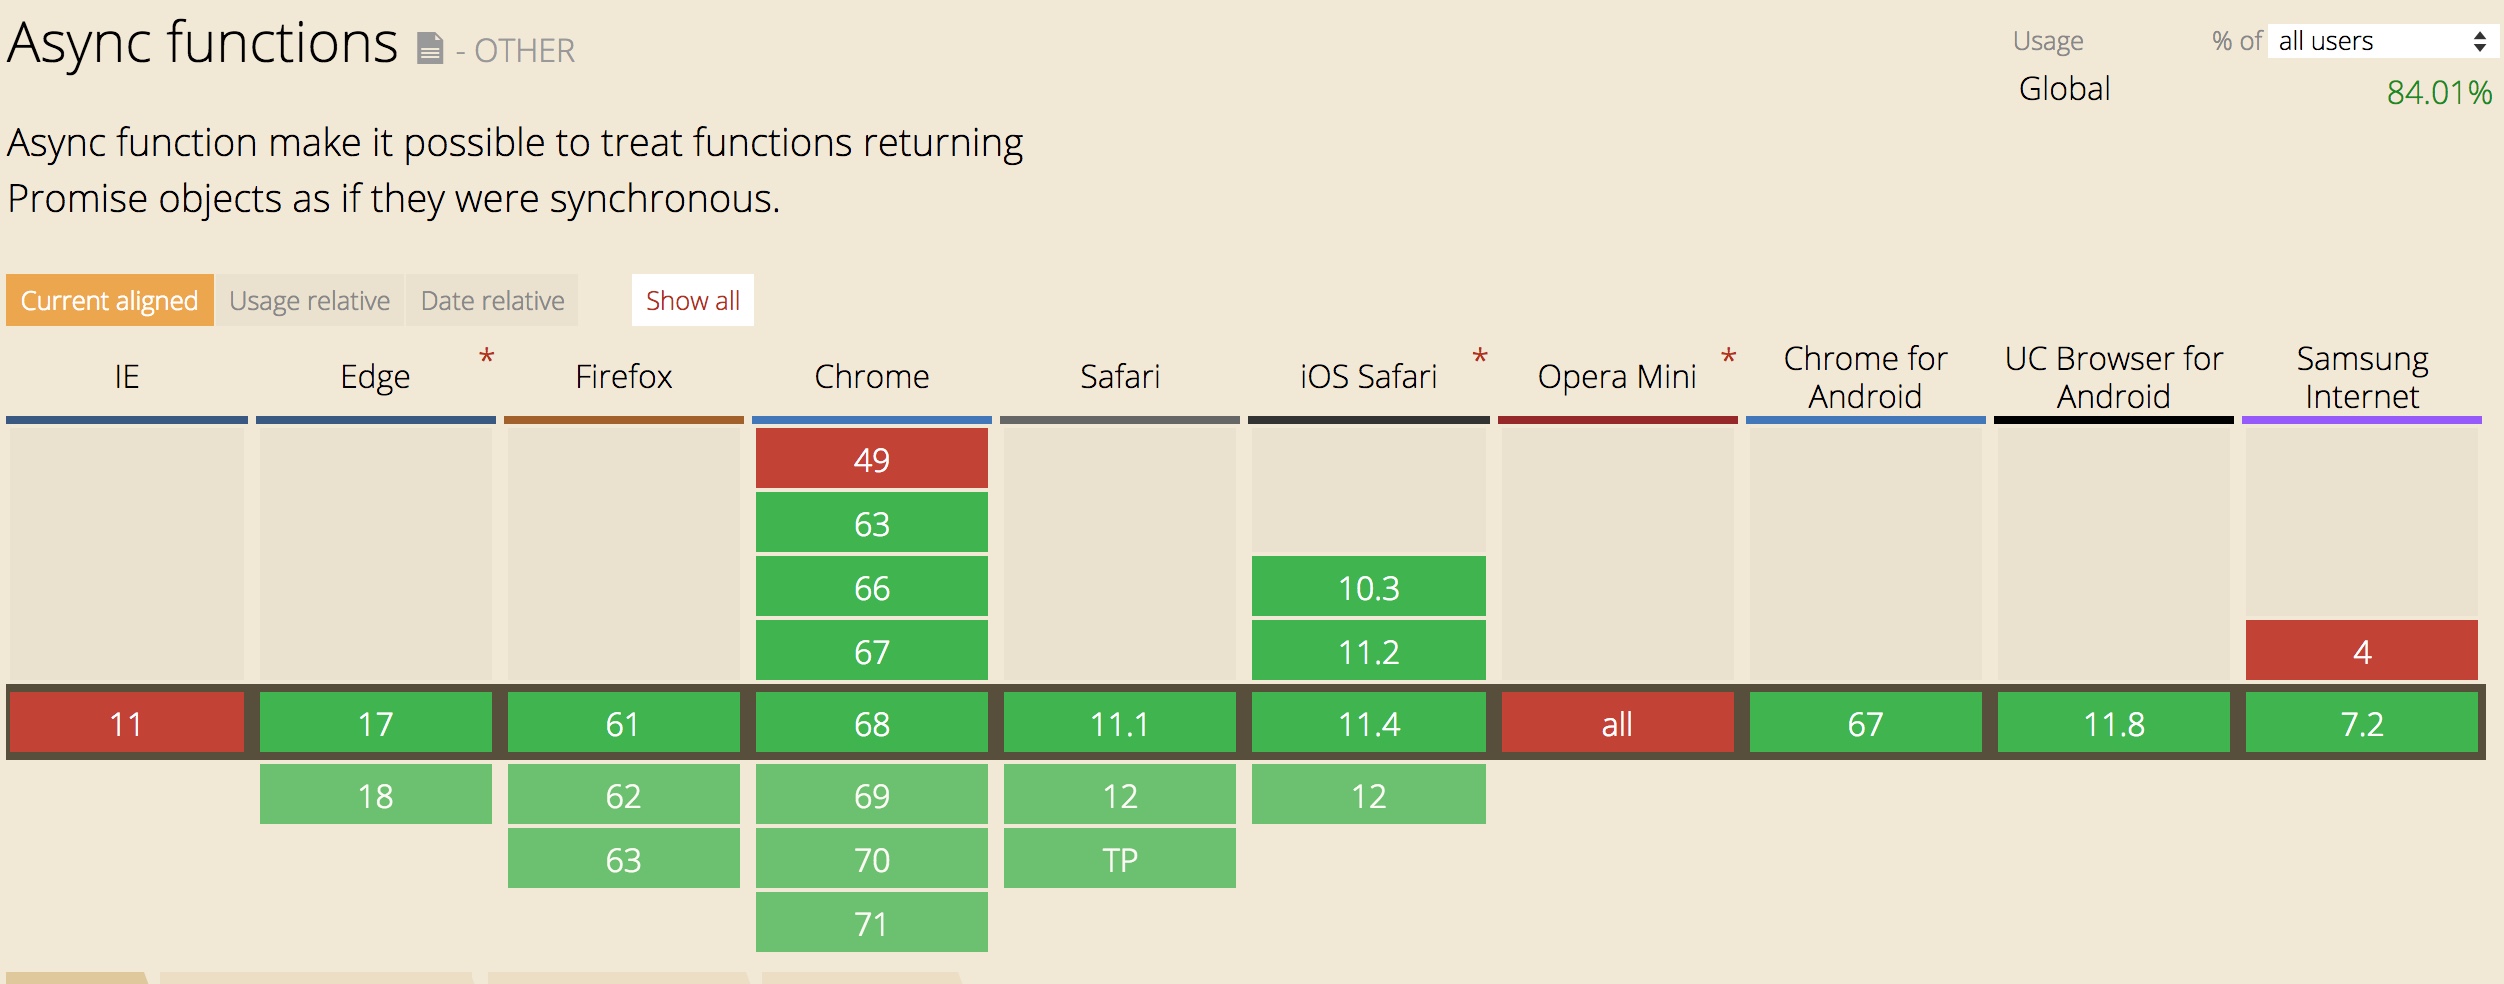 Async functions - OTHER
Usage % of all users
Global 84.01%
Async function make it possible to treat functions returning
Promise objects as if they were synchronous.
Current aligned Usage relative Date relative Show all
IE Edge * Firefox Chrome Safari iOS Safari * Opera Mini * Chrome for Android UC Browser for Android Samsung Internet
49
63
66 10.3
67 11.2 4
11 17 61 68 11.1 11.4 all 67 11.8 7.2
18 62 69 12 12
63 70 TP
71